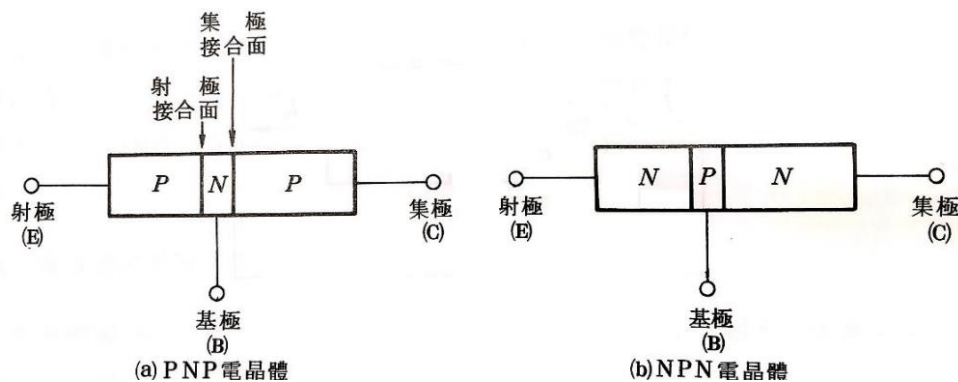 集 極
接合面
射 極
接合面
P N P
射極
(E)
集極
(C)
基極
(B)
(a) PNP電晶體
N P N
射極
(E)
集極
(C)
基極
(B)
(b) NPN電晶體